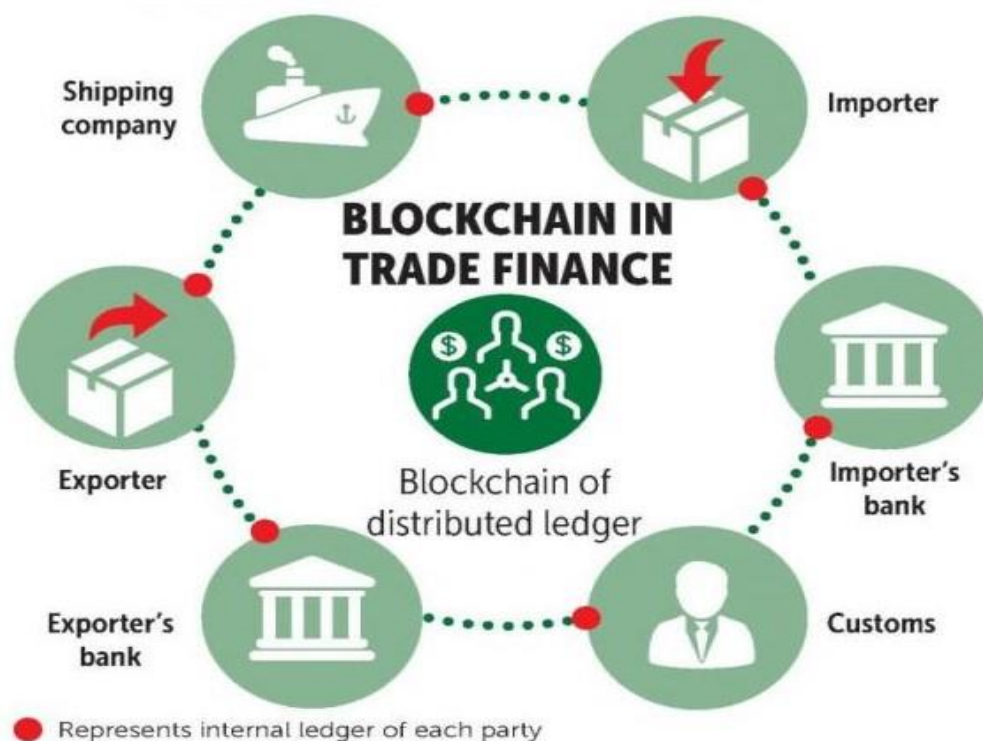 Shipping
company
Importer
BLOCKCHAIN IN
TRADE FINANCE
$ $
Exporter
Blockchain of
distributed ledger
Importer's
bank
Exporter's
bank
Customs
Represents internal ledger of each party